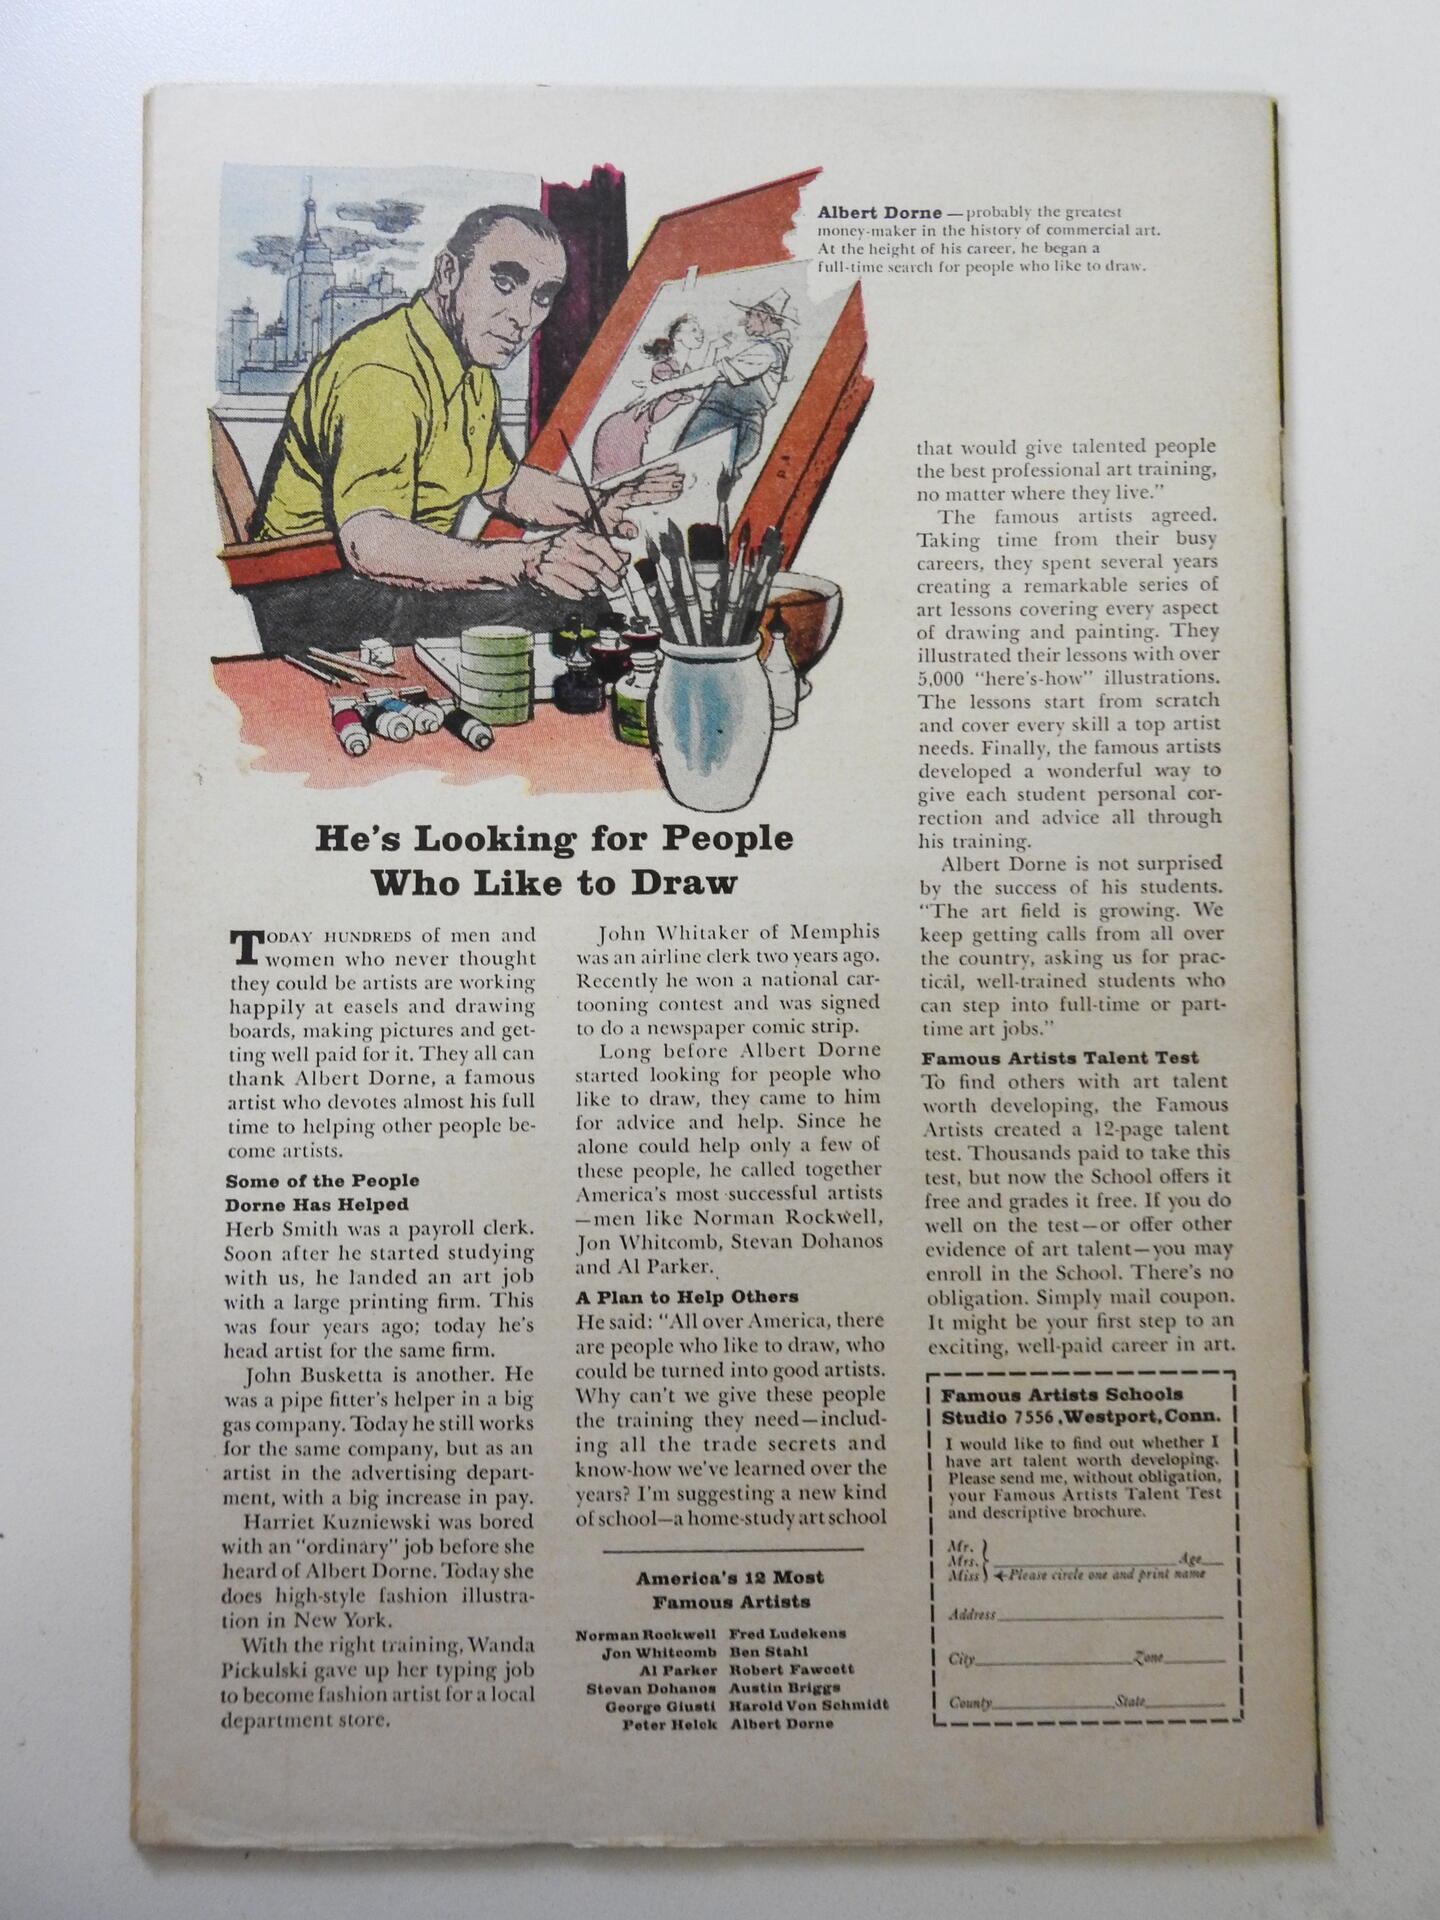 Albert Dorne — probably the greatest
money-maker in the history of commercial art.
At the height of his career, he began a
full-time search for people who like to draw.
He's Looking for People
Who Like to Draw
TODAY HUNDREDS of men and
women who never thought
they could be artists are working
happily at easels and drawing
boards, making pictures and get-
ting well paid for it. They all can
thank Albert Dorne, a famous
artist who devotes almost his full
time to helping other people be-
come artists.
Some of the People
Dorne Has Helped
Herb Smith was a payroll clerk.
Soon after he started studying
with us, he landed an art job
with a large printing firm. This
was four years ago; today he's
head artist for the same firm.
John Busketta is another. He
was a pipe fitter's helper in a big
gas company. Today he still works
for the same company, but as an
artist in the advertising depart-
ment, with a big increase in pay.
Harriet Kuzniewski was bored
with an "ordinary" job before she
heard of Albert Dorne. Today she
does high-style fashion illustra-
tion in New York.
With the right training, Wanda
Pickulski gave up her typing job
to become fashion artist for a local
department store.
John Whitaker of Memphis
was an airline clerk two years ago.
Recently he won a national car-
tooning contest and was signed
to do a newspaper comic strip.
Long before Albert Dorne
started looking for people who
like to draw, they came to him
for advice and help. Since he
alone could help only a few of
these people, he called together
America's most successful artists
—men like Norman Rockwell,
Jon Whitcomb, Stevan Dohanos
and Al Parker.
A Plan to Help Others
He said: "All over America, there
are people who like to draw, who
could be turned into good artists.
Why can't we give these people
the training they need—includ-
ing all the trade secrets and
know-how we've learned over the
years? I'm suggesting a new kind
of school—a home-study art school
America's 12 Most
Famous Artists
Norman Rockwell Fred Ludekens
Jon Whitcomb Ben Stahl
Al Parker Robert Fawcett
Stevan Dohanos Austin Briggs
George Giusti Harold Von Schmidt
Peter Helck Albert Dorne
that would give talented people
the best professional art training,
no matter where they live."
The famous artists agreed.
Taking time from their busy
careers, they spent several years
creating a remarkable series of
art lessons covering every aspect
of drawing and painting. They
illustrated their lessons with over
5,000 "here's-how" illustrations.
The lessons start from scratch
and cover every skill a top artist
needs. Finally, the famous artists
developed a wonderful way to
give each student personal cor-
rection and advice all through
his training.
Albert Dorne is not surprised
by the success of his students.
"The art field is growing. We
keep getting calls from all over
the country, asking us for prac-
tical, well-trained students who
can step into full-time or part-
time art jobs."
Famous Artists Talent Test
To find others with art talent
worth developing, the Famous
Artists created a 12-page talent
test. Thousands paid to take this
test, but now the School offers it
free and grades it free. If you do
well on the test—or offer other
evidence of art talent—you may
enroll in the School. There's no
obligation. Simply mail coupon.
It might be your first step to an
exciting, well-paid career in art.
Famous Artists Schools
Studio 7556, Westport, Conn.
I would like to find out whether I
have art talent worth developing.
Please send me, without obligation,
your Famous Artists Talent Test
and descriptive brochure.
Mr.
Mrs. Age
Miss Please circle one and print name
Address
City Zone
County State